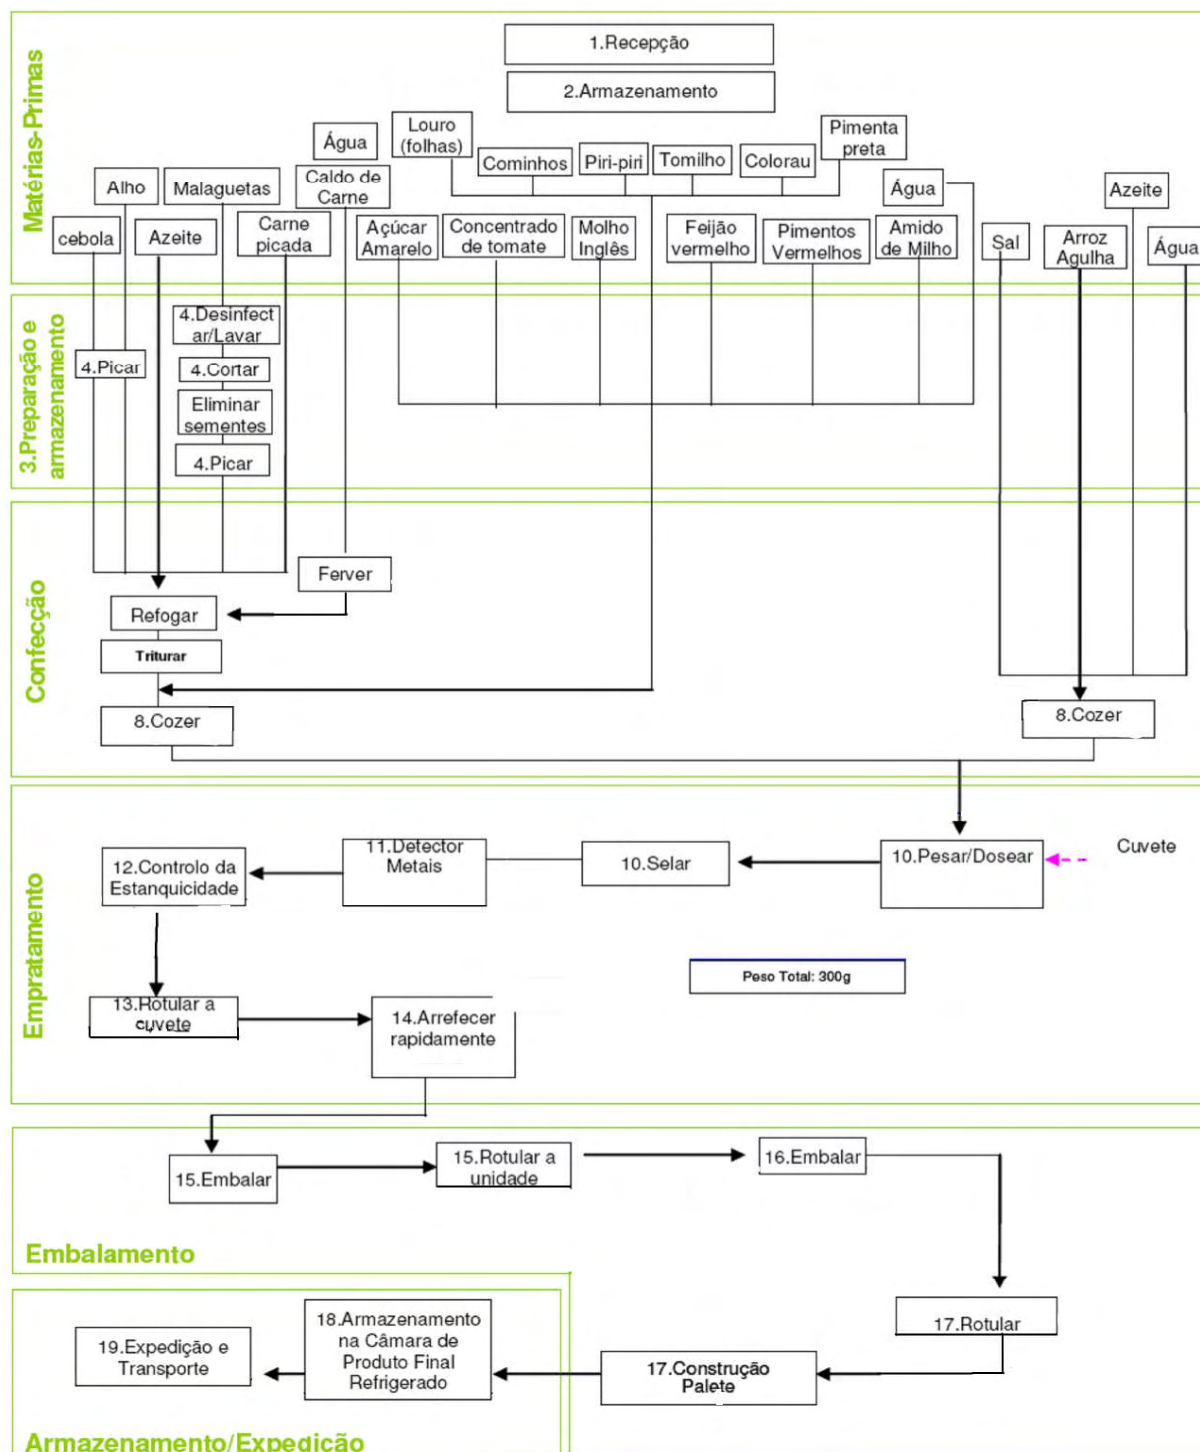 Matérias-Primas
1.Recepção
2.Armazenamento
Louro
(folhas)
Pimenta
preta
Água
Cominhos
Piri-piri
Tomilho
Colorau
Alho
Malaguetas
Caldo de
Carne
Água
Azeite
cebola
Azeite
Carne
picada
Açúcar
Amarelo
Concentrado
de tomate
Molho
Inglês
Feijão
vermelho
Pimentos
Vermelhos
Amido
de Milho
Sal
Arroz
Agulha
Água
3.Preparação e
armazenamento
4.Desinfect
ar/Lavar
4.Picar
4.Cortar
Eliminar
sementes
4.Picar
Confecção
Ferver
Refogar
Triturar
8.Cozer
8.Cozer
Empratamento
12.Controlo da
Estanquicidade
11.Detector
Metais
10.Selar
10.Pesar/Dosear
Cuvete
Peso Total: 300g
13.Rotular a
cuvete
14.Arrefecer
rapidamente
15.Embalar
15.Rotular a
unidade
16.Embalar
Embalamento
17.Rotular
19.Expedição e
Transporte
18.Armazenamento
na Câmara de
Produto Final
Refrigerado
17.Construção
Palete
Armazenamento/Expedição